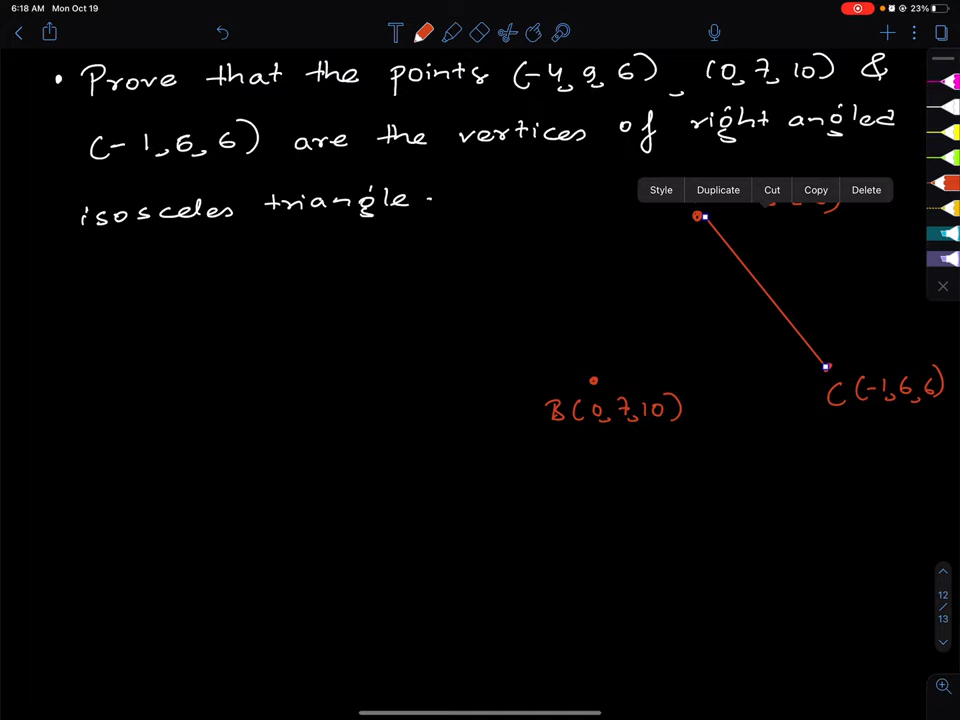 6:18 AM Mon Oct 19
23%
• Prove that the points (-4,9,6), (0,7,10) &
(-1,6,6) are the vertices of right angled
isosceles triangle.
Style Duplicate Cut Copy Delete
B(0,7,10)
C(-1,6,6)
12
/
13